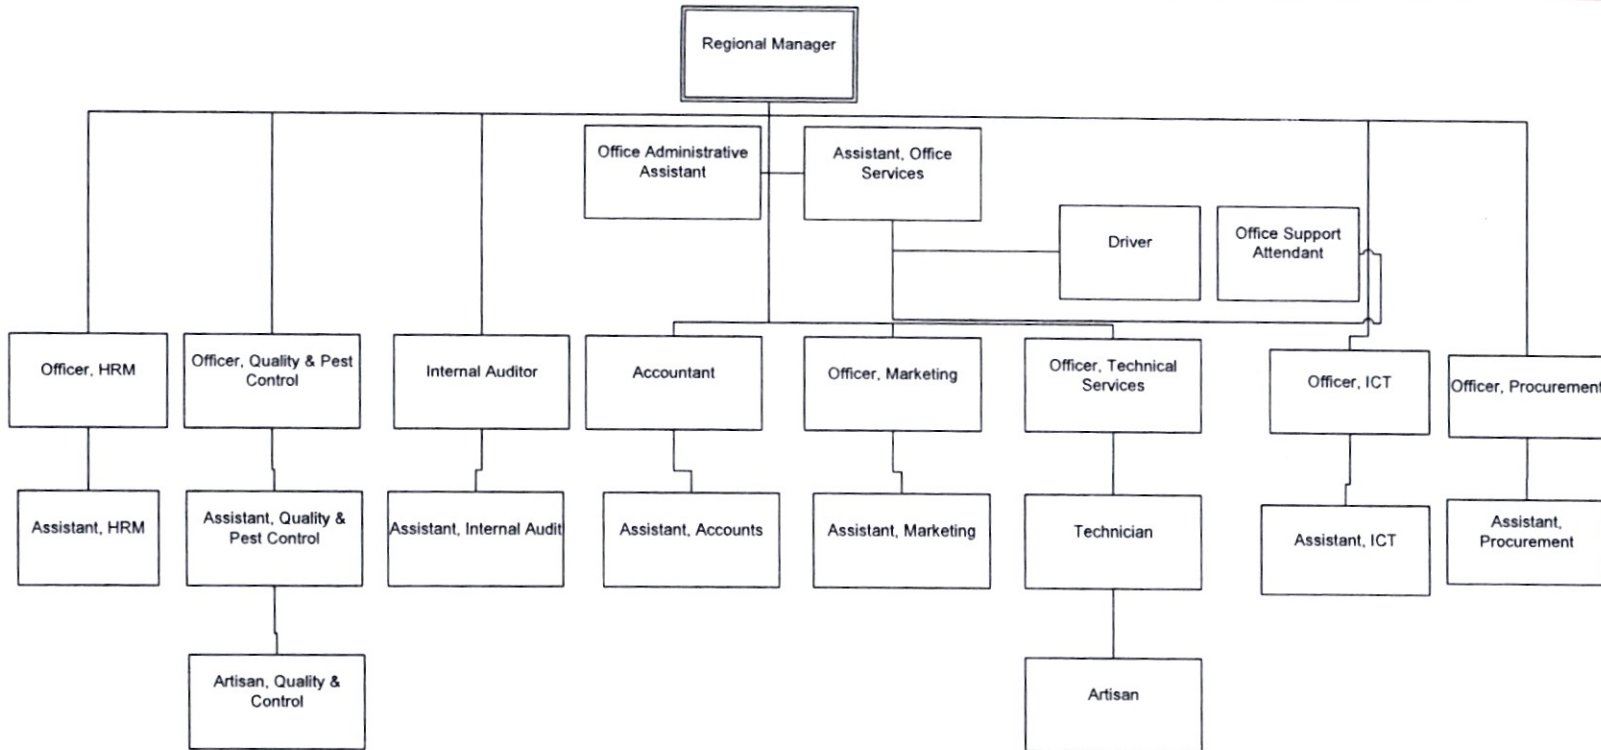 Regional Manager
Office Administrative
Assistant
Assistant, Office
Services
Driver
Office Support
Attendant
Officer, HRM
Officer, Quality & Pest
Control
Internal Auditor
Accountant
Officer, Marketing
Officer, Technical
Services
Officer, ICT
Officer, Procurement
Assistant, HRM
Assistant, Quality &
Pest Control
Assistant, Internal Audit
Assistant, Accounts
Assistant, Marketing
Technician
Assistant, ICT
Assistant,
Procurement
Artisan, Quality &
Control
Artisan